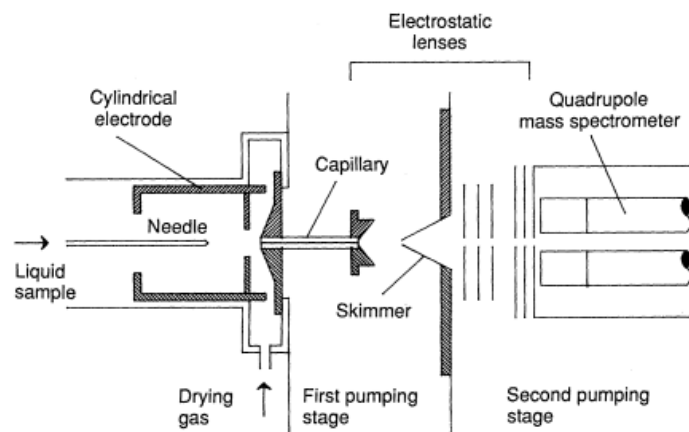 Electrostatic
lenses
Cylindrical
electrode
Quadrupole
mass spectrometer
Capillary
Needle
Liquid
sample
Skimmer
Drying
gas
First pumping
stage
Second pumping
stage